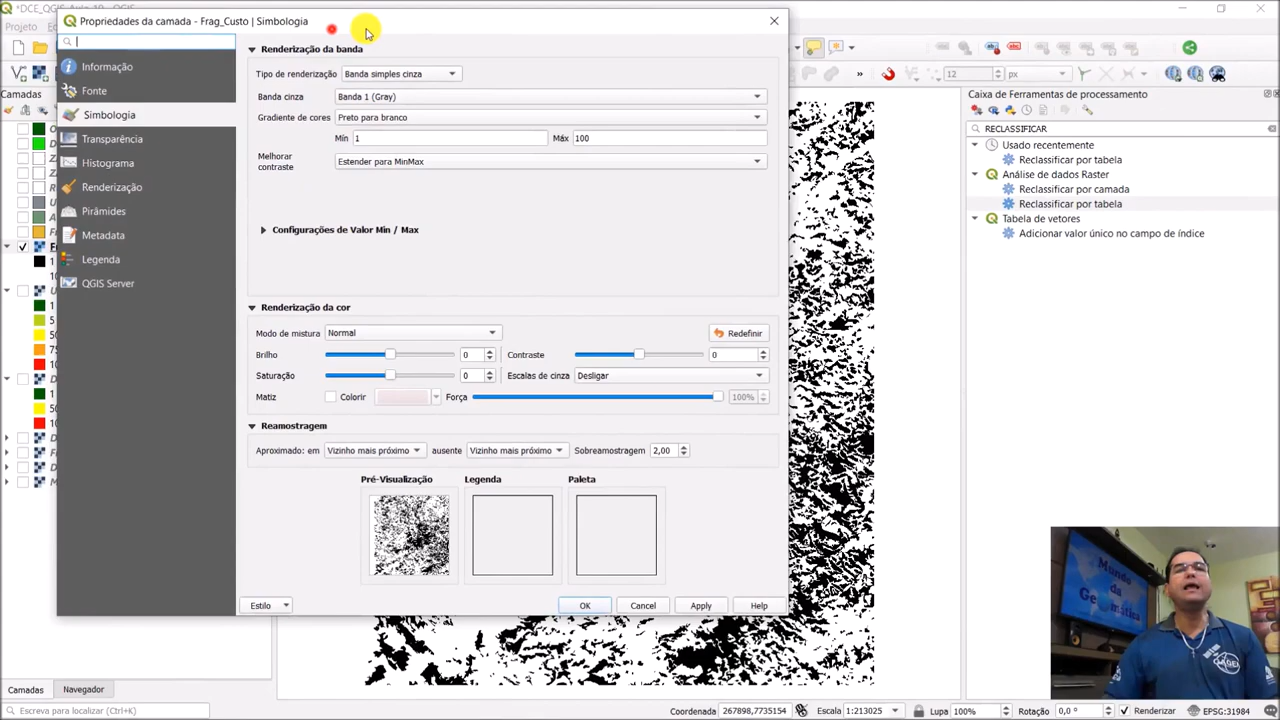 *DCE_QGIS
Projeto
Propriedades da camada - Frag_Custo | Simbologia
Informação
Fonte
Simbologia
Transparência
Histograma
Renderização
Pirâmides
Metadata
Legenda
QGIS Server
Renderização da banda
Tipo de renderização Banda simples cinza
Banda cinza Banda 1 (Gray)
Gradiente de cores Preto para branco
Mín 1 Máx 100
Melhorar contraste Estender para MinMax
Configurações de Valor Min / Max
Renderização da cor
Modo de mistura Normal Redefinir
Brilho 0 Contraste 0
Saturação 0 Escalas de cinza Desligar
Matiz Colorir Força 100%
Reamostragem
Aproximado: em Vizinho mais próximo ausente Vizinho mais próximo Sobreamostragem 2,00
Pré-Visualização Legenda Paleta
Estilo OK Cancel Apply Help
Camadas
12 px
Caixa de Ferramentas de processamento
RECLASSIFICAR
Usado recentemente
Reclassificar por tabela
Análise de dados Raster
Reclassificar por camada
Reclassificar por tabela
Tabela de vetores
Adicionar valor único no campo de índice
Mundo
da
Geomática
Camadas Navegador
Escreva para localizar (Ctrl+K)
Coordenada 267898,7735154 Escala 1:213025 Lupa 100% Rotação 0,0 ° Renderizar EPSG:31984